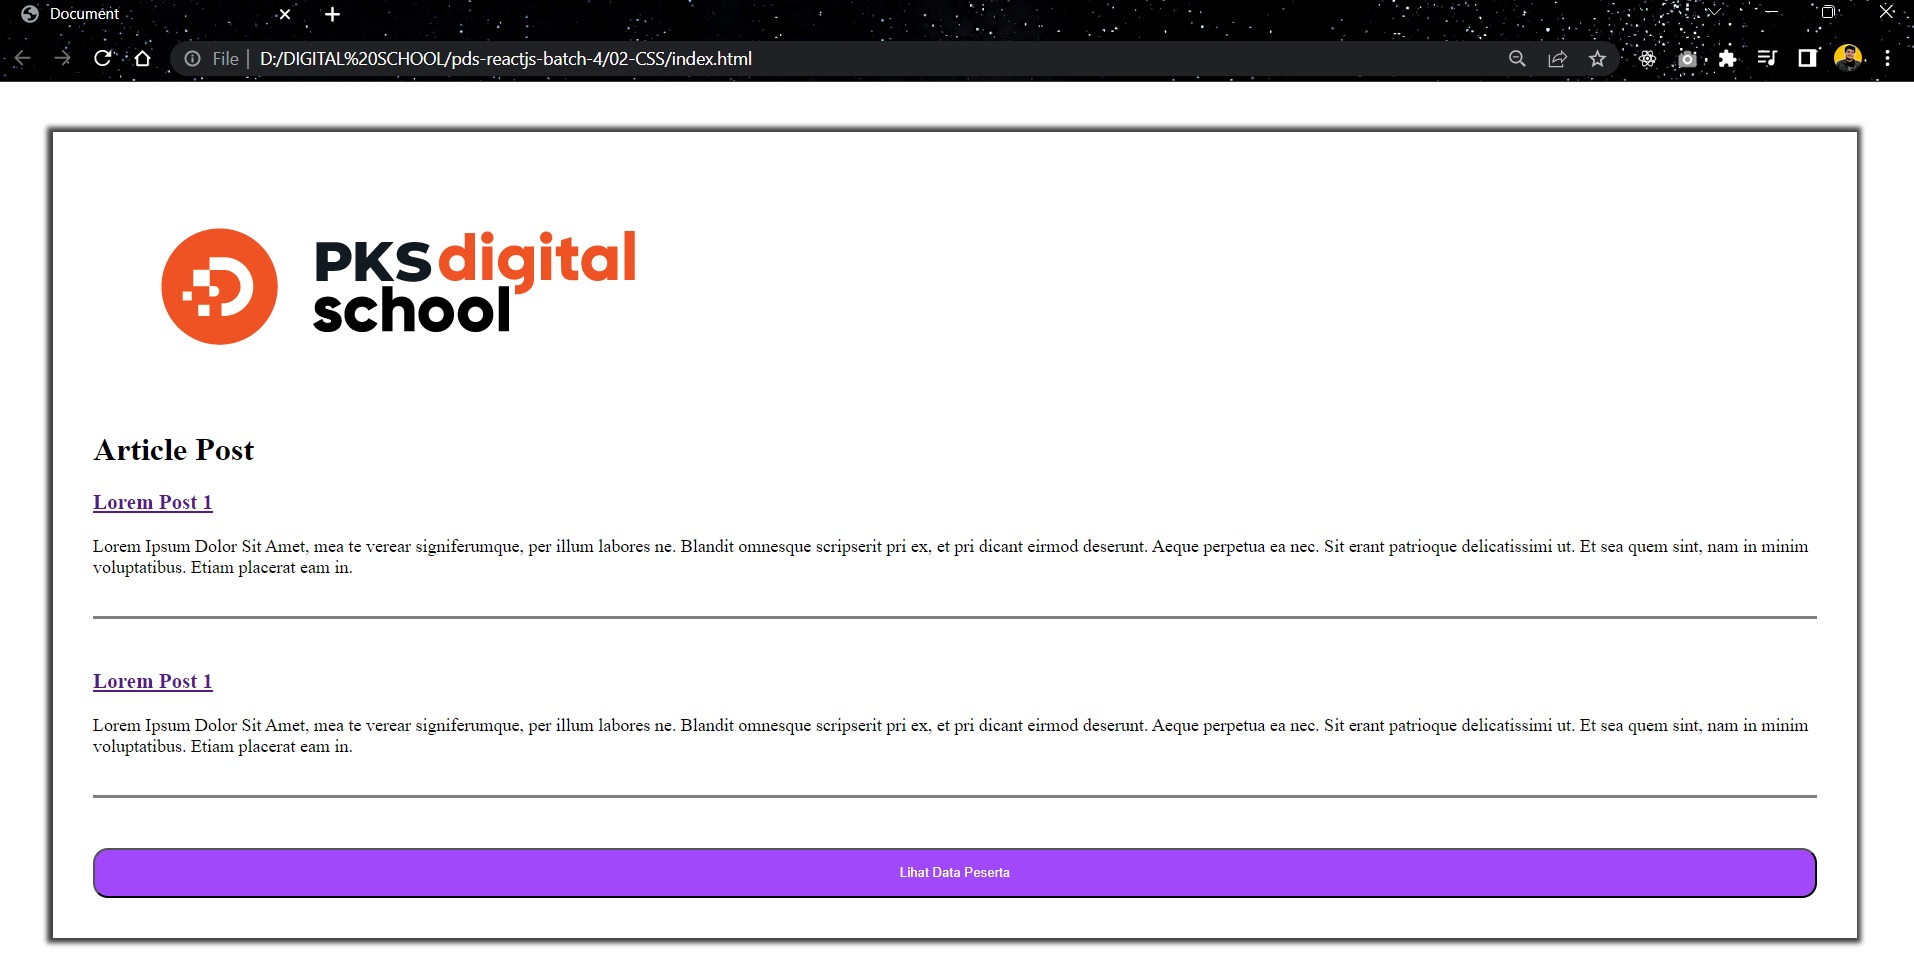 Document
File
D:/DIGITAL%20SCHOOL/pds-reactjs-batch-4/02-CSS/index.html
PKS digital
school
Article Post
Lorem Post 1
Lorem Ipsum Dolor Sit Amet, mea te verear signiferumque, per illum labores ne. Blandit omnesque scripserit pri ex, et pri dicant eirmod deserunt. Aeque perpetua ea nec. Sit erant patrioque delicatissimi ut. Et sea quem sint, nam in minim
voluptatibus. Etiam placerat eam in.
Lorem Post 1
Lorem Ipsum Dolor Sit Amet, mea te verear signiferumque, per illum labores ne. Blandit omnesque scripserit pri ex, et pri dicant eirmod deserunt. Aeque perpetua ea nec. Sit erant patrioque delicatissimi ut. Et sea quem sint, nam in minim
voluptatibus. Etiam placerat eam in.
Lihat Data Peserta